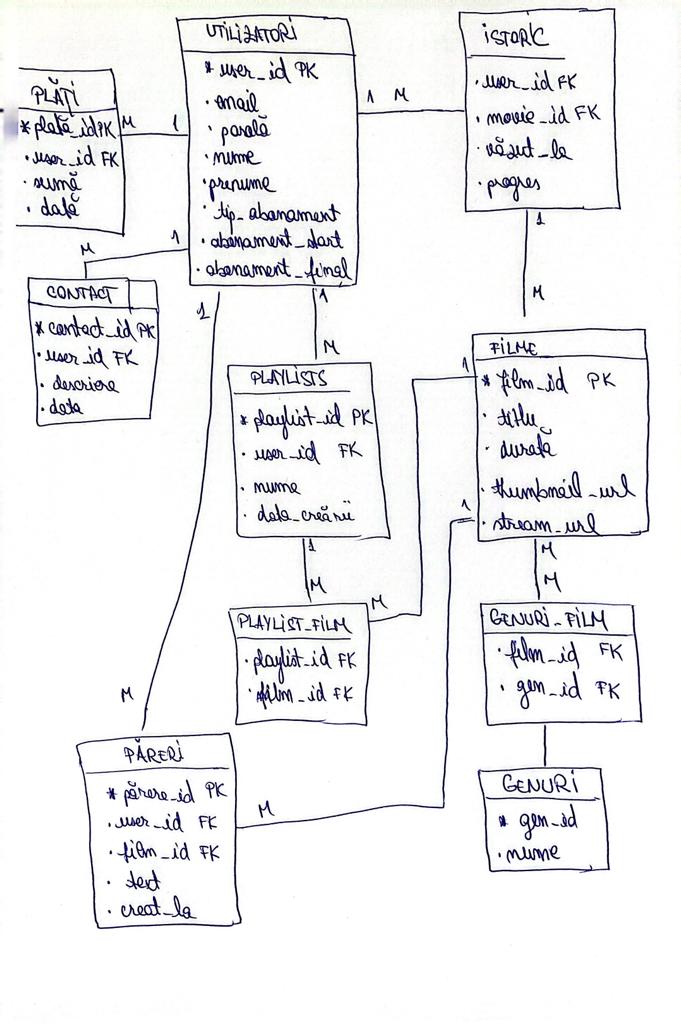 UTILIZATORI
* user_id PK
• email
• parolă
• nume
• prenume
• tip_abonament
• abonament_start
• abonament_final
ISTORIC
• user_id FK
• movie_id FK
• văzut_la
• progres
PLĂȚI
* plată_id PK
• user_id FK
• sumă
• dată
M 1
1 M
M 1
CONTACT
* contact_id PK
• user_id FK
• descriere
• data
1
M
1
M
1
PLAYLISTS
* playlist_id PK
• user_id FK
• nume
• data_creării
FILME
* film_id PK
• titlu
• durată
• thumbnail_url
• stream_url
1
1
1
M
M
M
M
PLAYLIST_FILM
• playlist_id FK
• film_id FK
GENURI_FILM
• film_id FK
• gen_id FK
M
PĂRERI
* părere_id PK
• user_id FK
• film_id FK
• text
• creat_la
M
GENURI
* gen_id
• nume